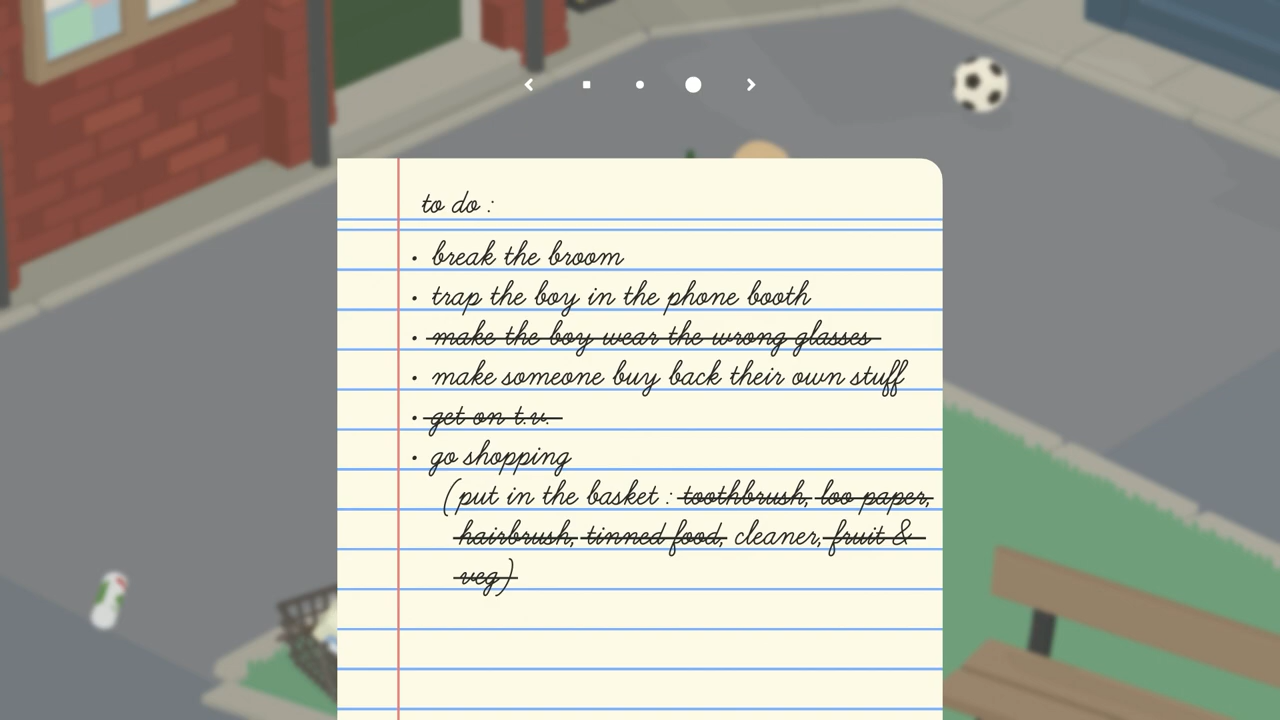 to do :
• break the broom
• trap the boy in the phone booth
• make the boy wear the wrong glasses
• make someone buy back their own stuff
• get on t.v.
• go shopping
(put in the basket : toothbrush, loo paper,
hairbrush, tinned food, cleaner, fruit &
veg)